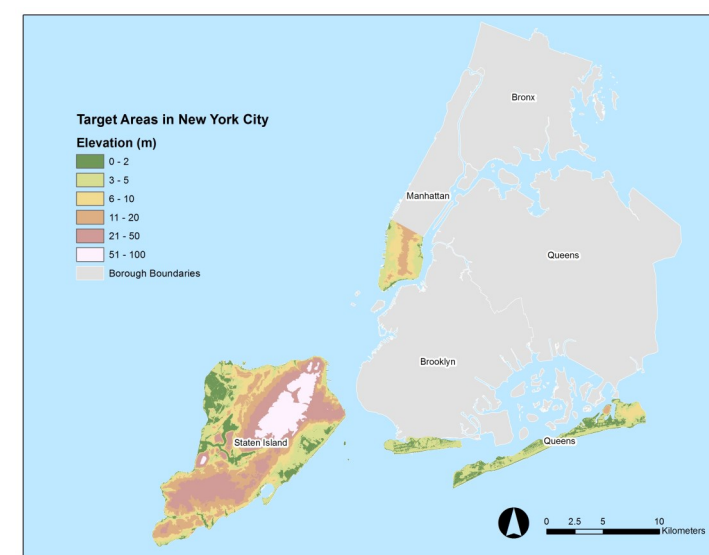 Target Areas in New York City
Elevation (m)
0 - 2
3 - 5
6 - 10
11 - 20
21 - 50
51 - 100
Borough Boundaries
Bronx
Manhattan
Queens
Brooklyn
Staten Island
Queens
0 2.5 5 10
Kilometers